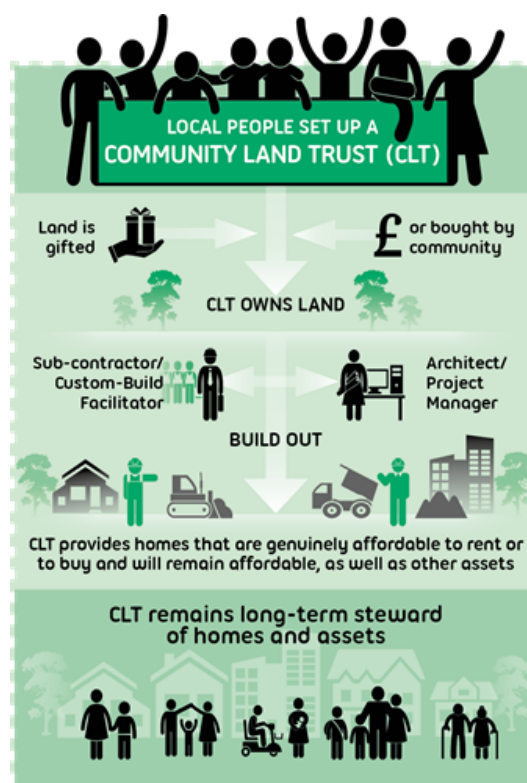 LOCAL PEOPLE SET UP A
COMMUNITY LAND TRUST (CLT)
Land is
gifted
£
or bought by
community
CLT OWNS LAND
Sub-contractor/
Custom-Build
Facilitator
Architect/
Project
Manager
BUILD OUT
CLT provides homes that are genuinely affordable to rent or
to buy and will remain affordable, as well as other assets
CLT remains long-term steward
of homes and assets